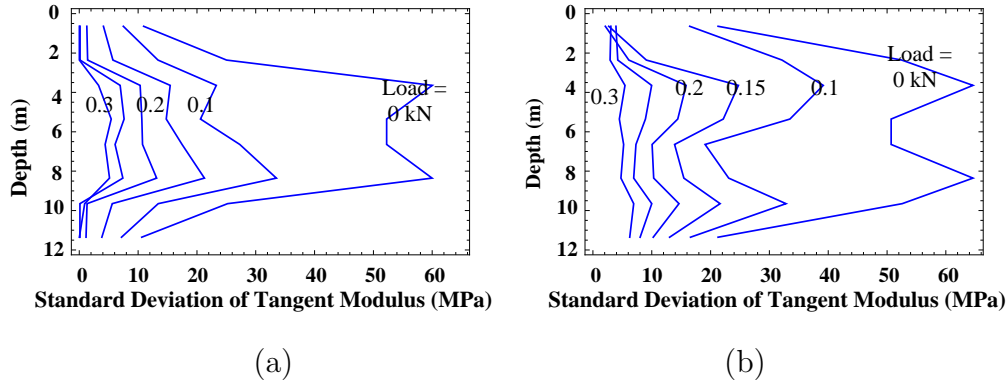 0
2
4
6
8
10
12
Depth (m)
0.3 0.2 0.1
Load =
0 kN
0 10 20 30 40 50 60
Standard Deviation of Tangent Modulus (MPa)
(a)
0
2
4
6
8
10
12
Depth (m)
0.3 0.2 0.15 0.1
Load =
0 kN
0 10 20 30 40 50 60
Standard Deviation of Tangent Modulus (MPa)
(b)